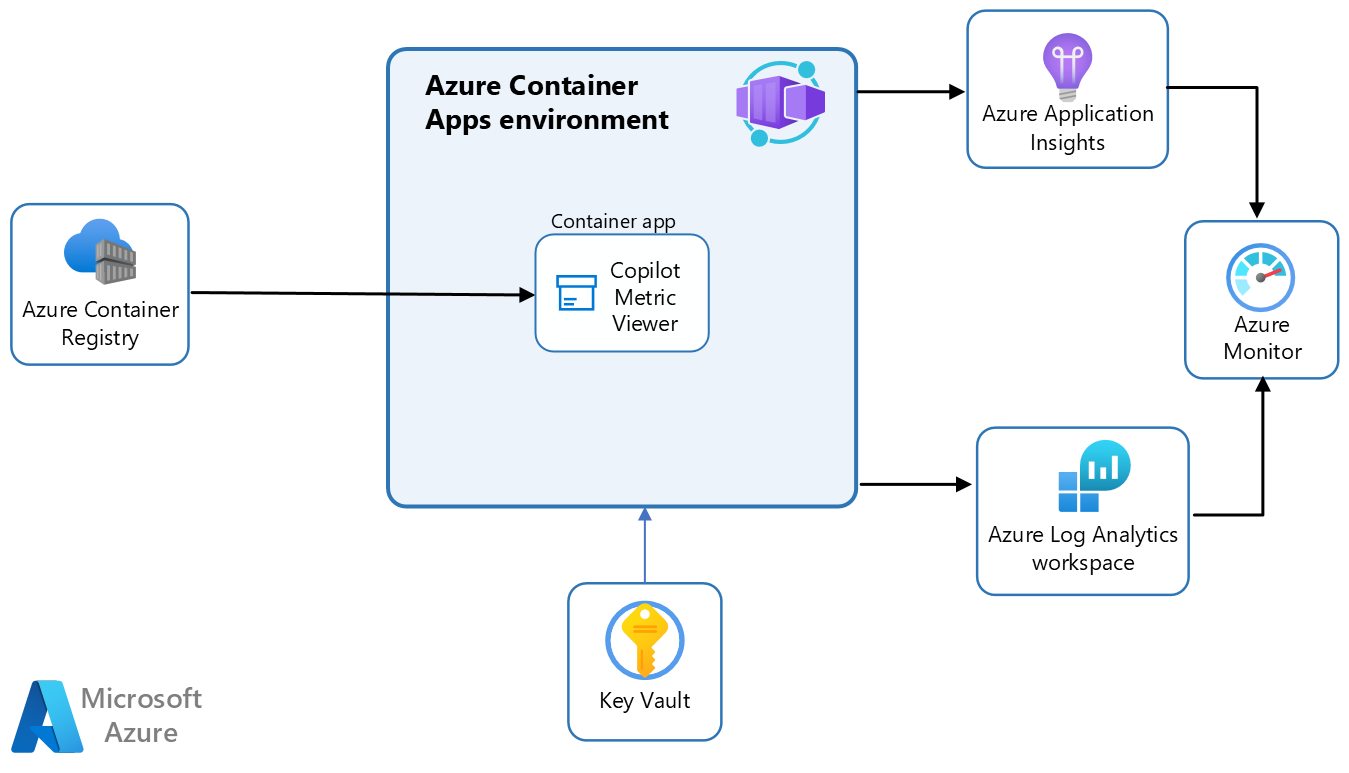 Azure Container
Apps environment
Azure Application
Insights
Container app
Copilot
Metric
Viewer
Azure Container
Registry
Azure
Monitor
Azure Log Analytics
workspace
Key Vault
Microsoft
Azure